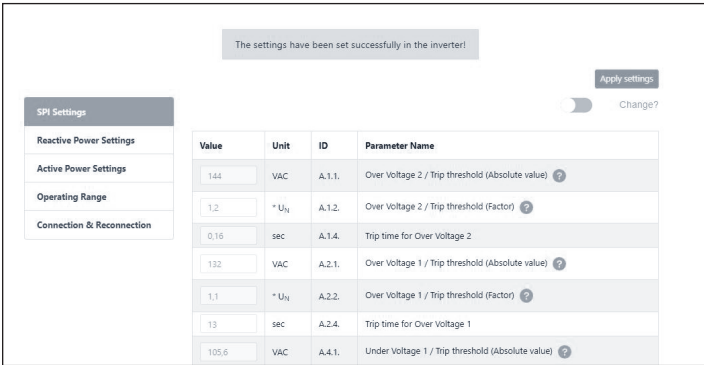 The settings have been set successfully in the inverter!
Apply settings
Change?
SPI Settings
Reactive Power Settings
Active Power Settings
Operating Range
Connection & Reconnection
Value Unit ID Parameter Name
144 VAC A.1.1. Over Voltage 2 / Trip threshold (Absolute value) ?
1,2 * UN A.1.2. Over Voltage 2 / Trip threshold (Factor) ?
0,16 sec A.1.4. Trip time for Over Voltage 2
132 VAC A.2.1. Over Voltage 1 / Trip threshold (Absolute value) ?
1,1 * UN A.2.2. Over Voltage 1 / Trip threshold (Factor) ?
13 sec A.2.4. Trip time for Over Voltage 1
105,6 VAC A.4.1. Under Voltage 1 / Trip threshold (Absolute value) ?